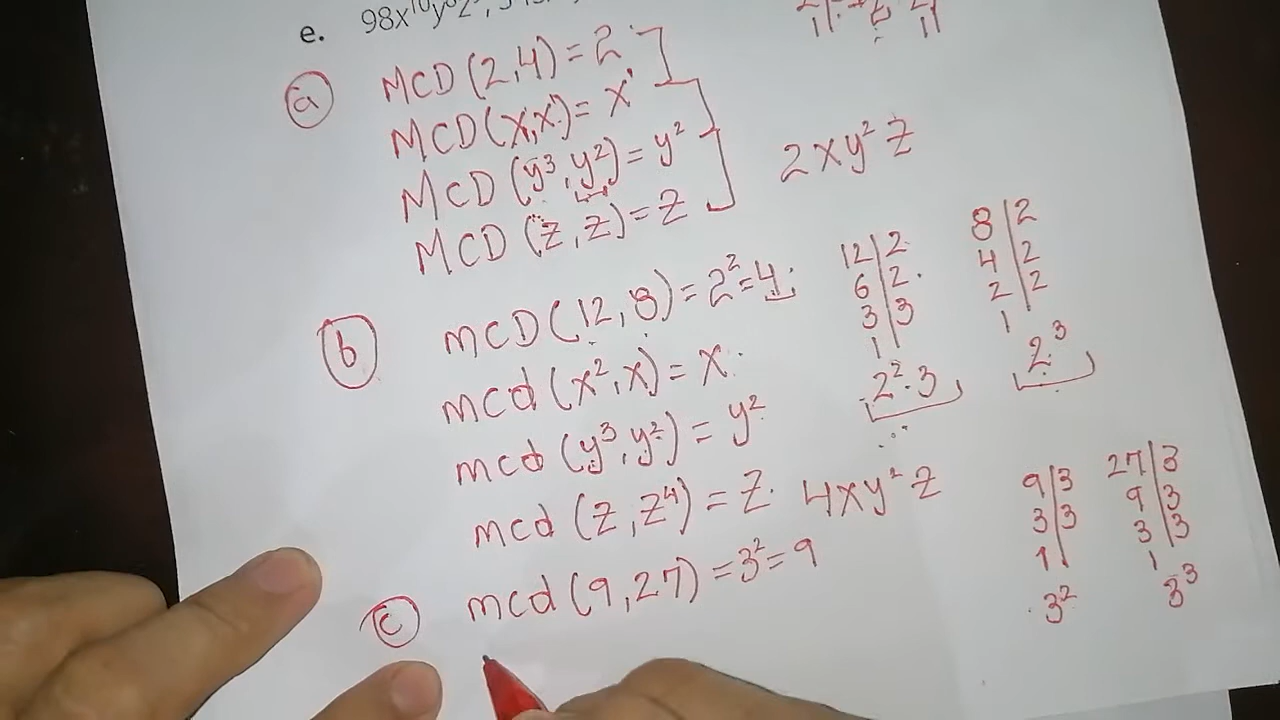 e. 98x¹⁰y⁸z
ⓐ MCD(2,4)=2
MCD(x,x)=x
MCD(y³,y²)=y²
2xy²z
MCD(z,z)=z
ⓑ mCD(12,8)=2²=4
mcd(x²,x)=x
mcd(y³,y²)=y²
mcd(z,z⁴)=z 4xy²z
ⓒ mcd(9,27)=3²=9
12|2
6|2
3|3
1|
2²·3
8|2
4|2
2|2
1
2³
9|3
3|3
1|
3²
27|3
9|3
3|3
1
3³